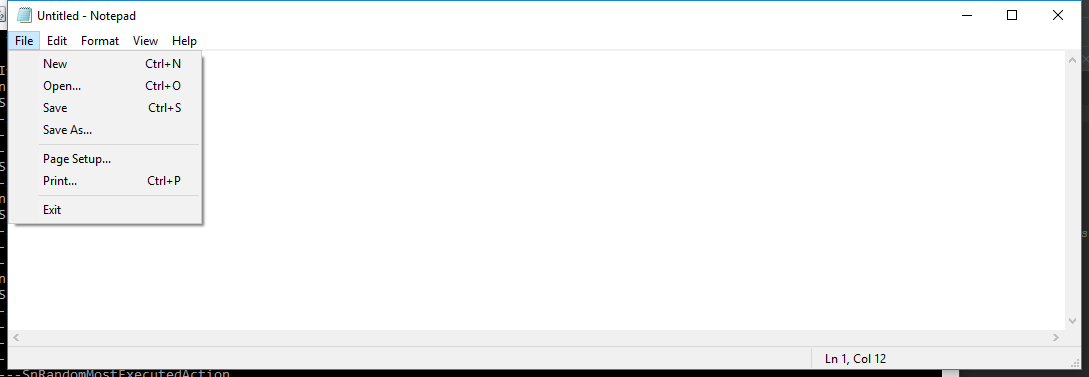 Untitled - Notepad
File Edit Format View Help
New Ctrl+N
Open... Ctrl+O
Save Ctrl+S
Save As...
Page Setup...
Print... Ctrl+P
Exit
Ln 1, Col 12
---SnRandomMostExecutedAction